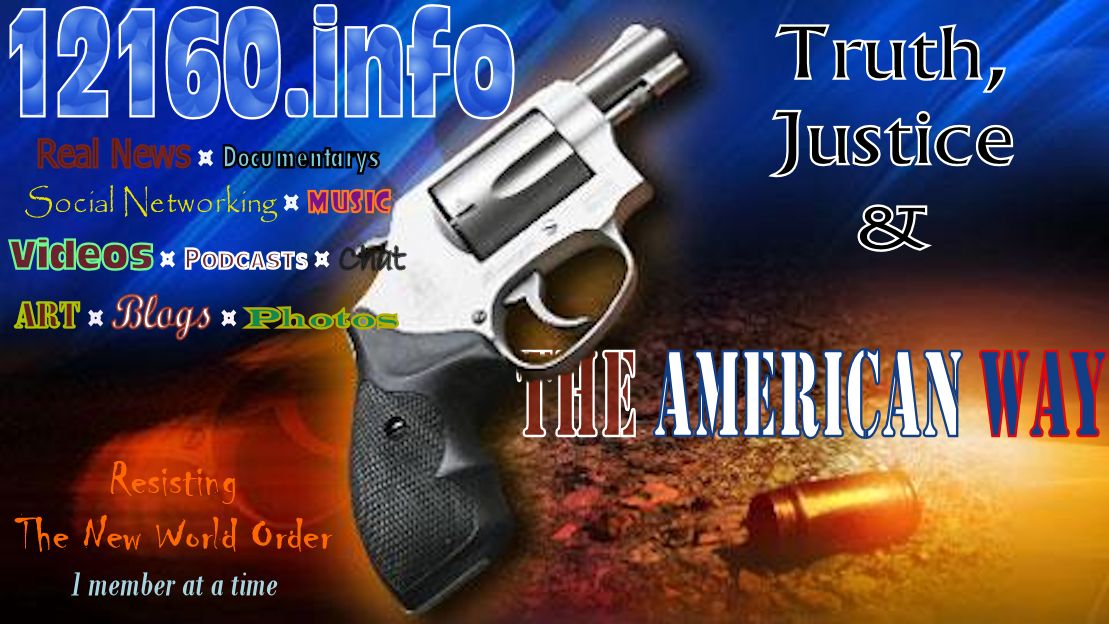 12160.info
Real News ¤ Documentarys
Social Networking ¤ MUSIC
Videos ¤ Podcasts ¤ Chat
ART ¤ Blogs ¤ Photos
Resisting
The New World Order
1 member at a time
Truth,
Justice
&
THE AMERICAN WAY